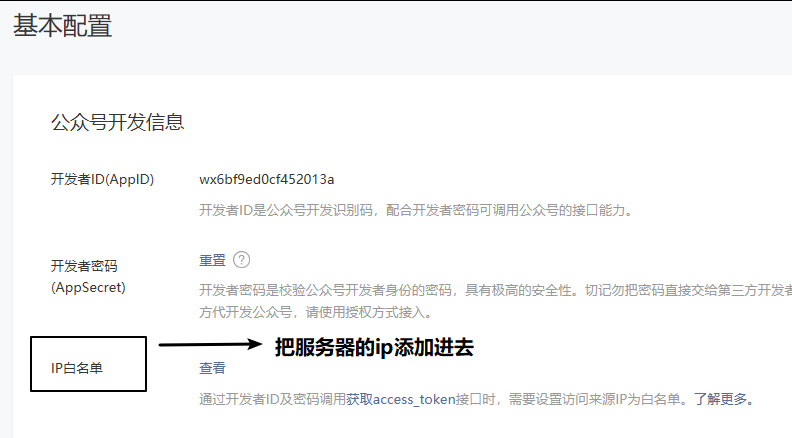 基本配置
公众号开发信息
开发者ID(AppID)
wx6bf9ed0cf452013a
开发者ID是公众号开发识别码，配合开发者密码可调用公众号的接口能力。
开发者密码
(AppSecret)
重置 ?
开发者密码是校验公众号开发者身份的密码，具有极高的安全性。切记勿把密码直接交给第三方开发者
方代开发公众号，请使用授权方式接入。
IP白名单
把服务器的ip添加进去
查看
通过开发者ID及密码调用获取access_token接口时，需要设置访问来源IP为白名单。了解更多。